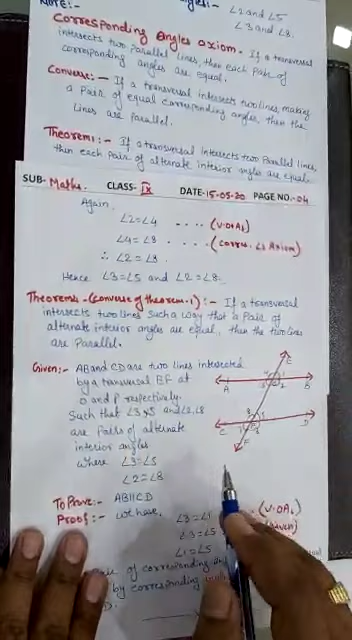 NOTE:-
∠2 and ∠5
∠3 and ∠8.
Corresponding Angles axiom. - If a transversal
intersects two parallel lines, then each pair of
corresponding angles are equal.
Converse:- If a transversal intersects two lines, making
a pair of equal corresponding angles, then the
lines are parallel.
Theorem1:- If a transversal intersects two parallel lines,
then each pair of alternate interior angles are equal.
SUB- Maths. CLASS- IX DATE-15-05-20 PAGE NO.-04
Again.
∠2=∠4 .... (V.O.A∠)
∠4=∠8 .... (Corre. ∠s Axiom)
∴ ∠2=∠8.
Hence ∠3=∠5 and ∠2=∠8.
Theorem - (Converse of theorem-1):- If a transversal
intersects two lines such a way that a pair of
alternate interior angles are equal, then the two lines
are Parallel.
Given:- AB and CD are two lines intersected
by a transversal EF at
O and P respectively.
Such that ∠3,∠5 and ∠2,∠8
are pairs of alternate
interior angles
where ∠3=∠5
∠2=∠8
E
A B
C D
F
To Prove- AB||CD
Proof:- We have,
∠3=∠1 (V.O.A∠)
∠3=∠5 (Given)
∠1=∠5
of corresponding
by corresponding